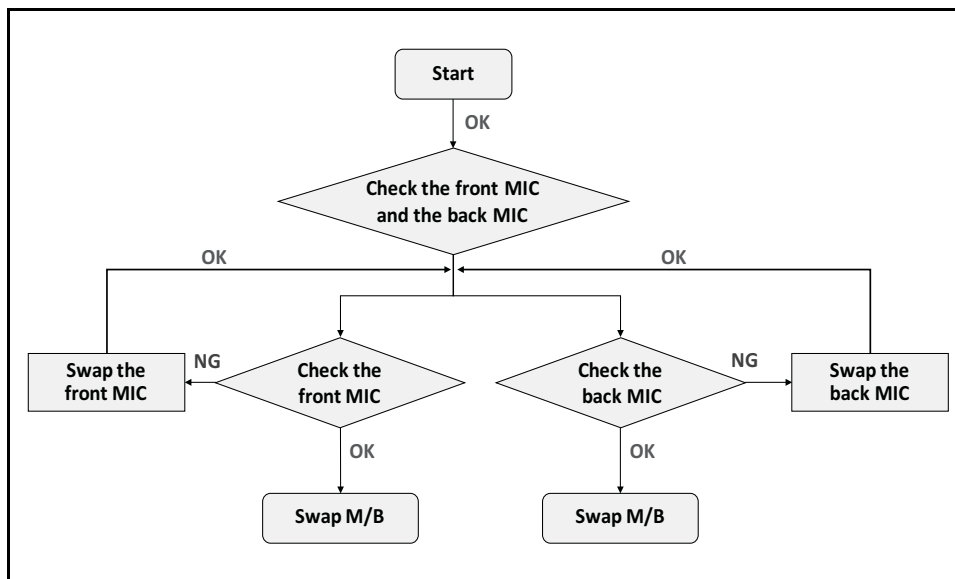 Start
OK
Check the front MIC
and the back MIC
OK
OK
Swap the
front MIC
NG
Check the
front MIC
Check the
back MIC
NG
Swap the
back MIC
OK
OK
Swap M/B
Swap M/B